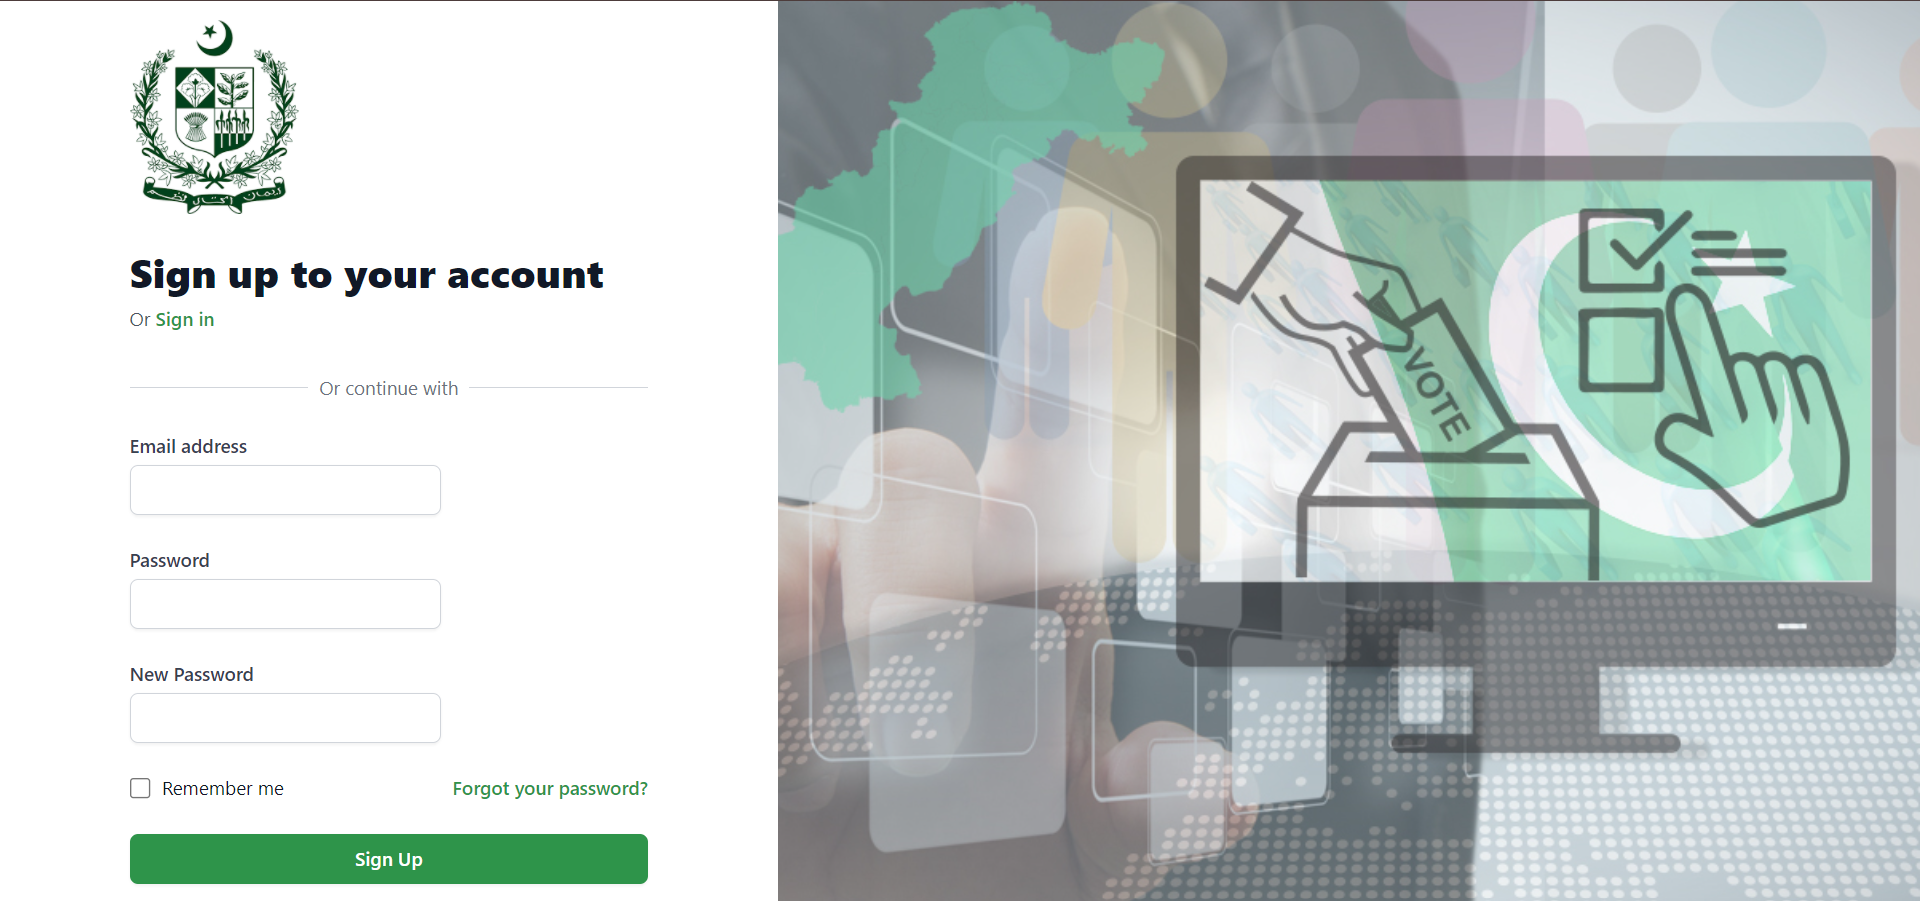 Sign up to your account
Or Sign in
Or continue with
Email address
Password
New Password
Remember me
Forgot your password?
Sign Up
VOTE